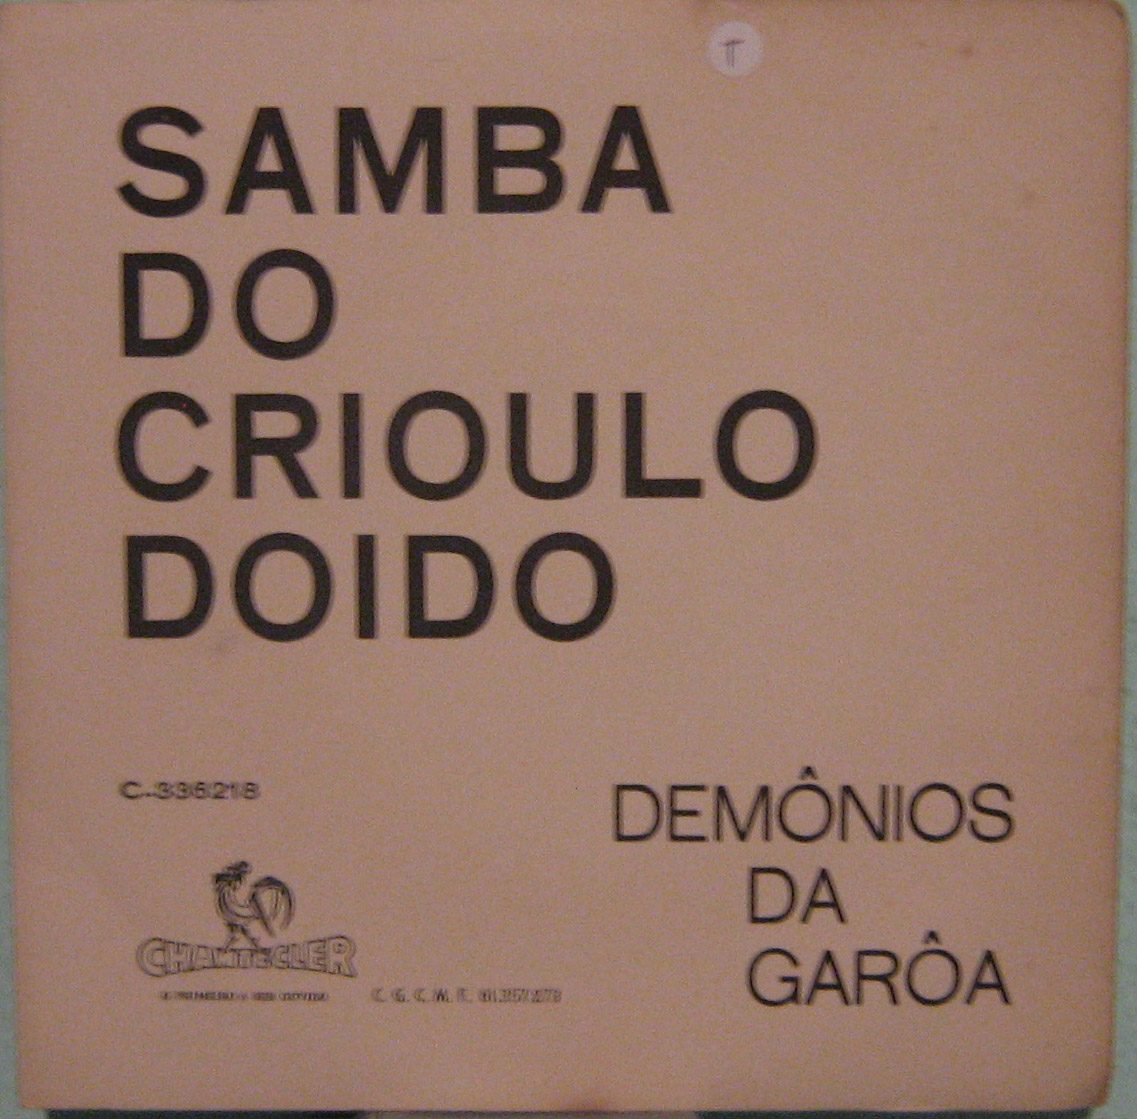 T
SAMBA
DO
CRIOULO
DOIDO
C-336218
DEMÔNIOS
DA
GARÔA
CHANTECLER
C. G. C. M. F.